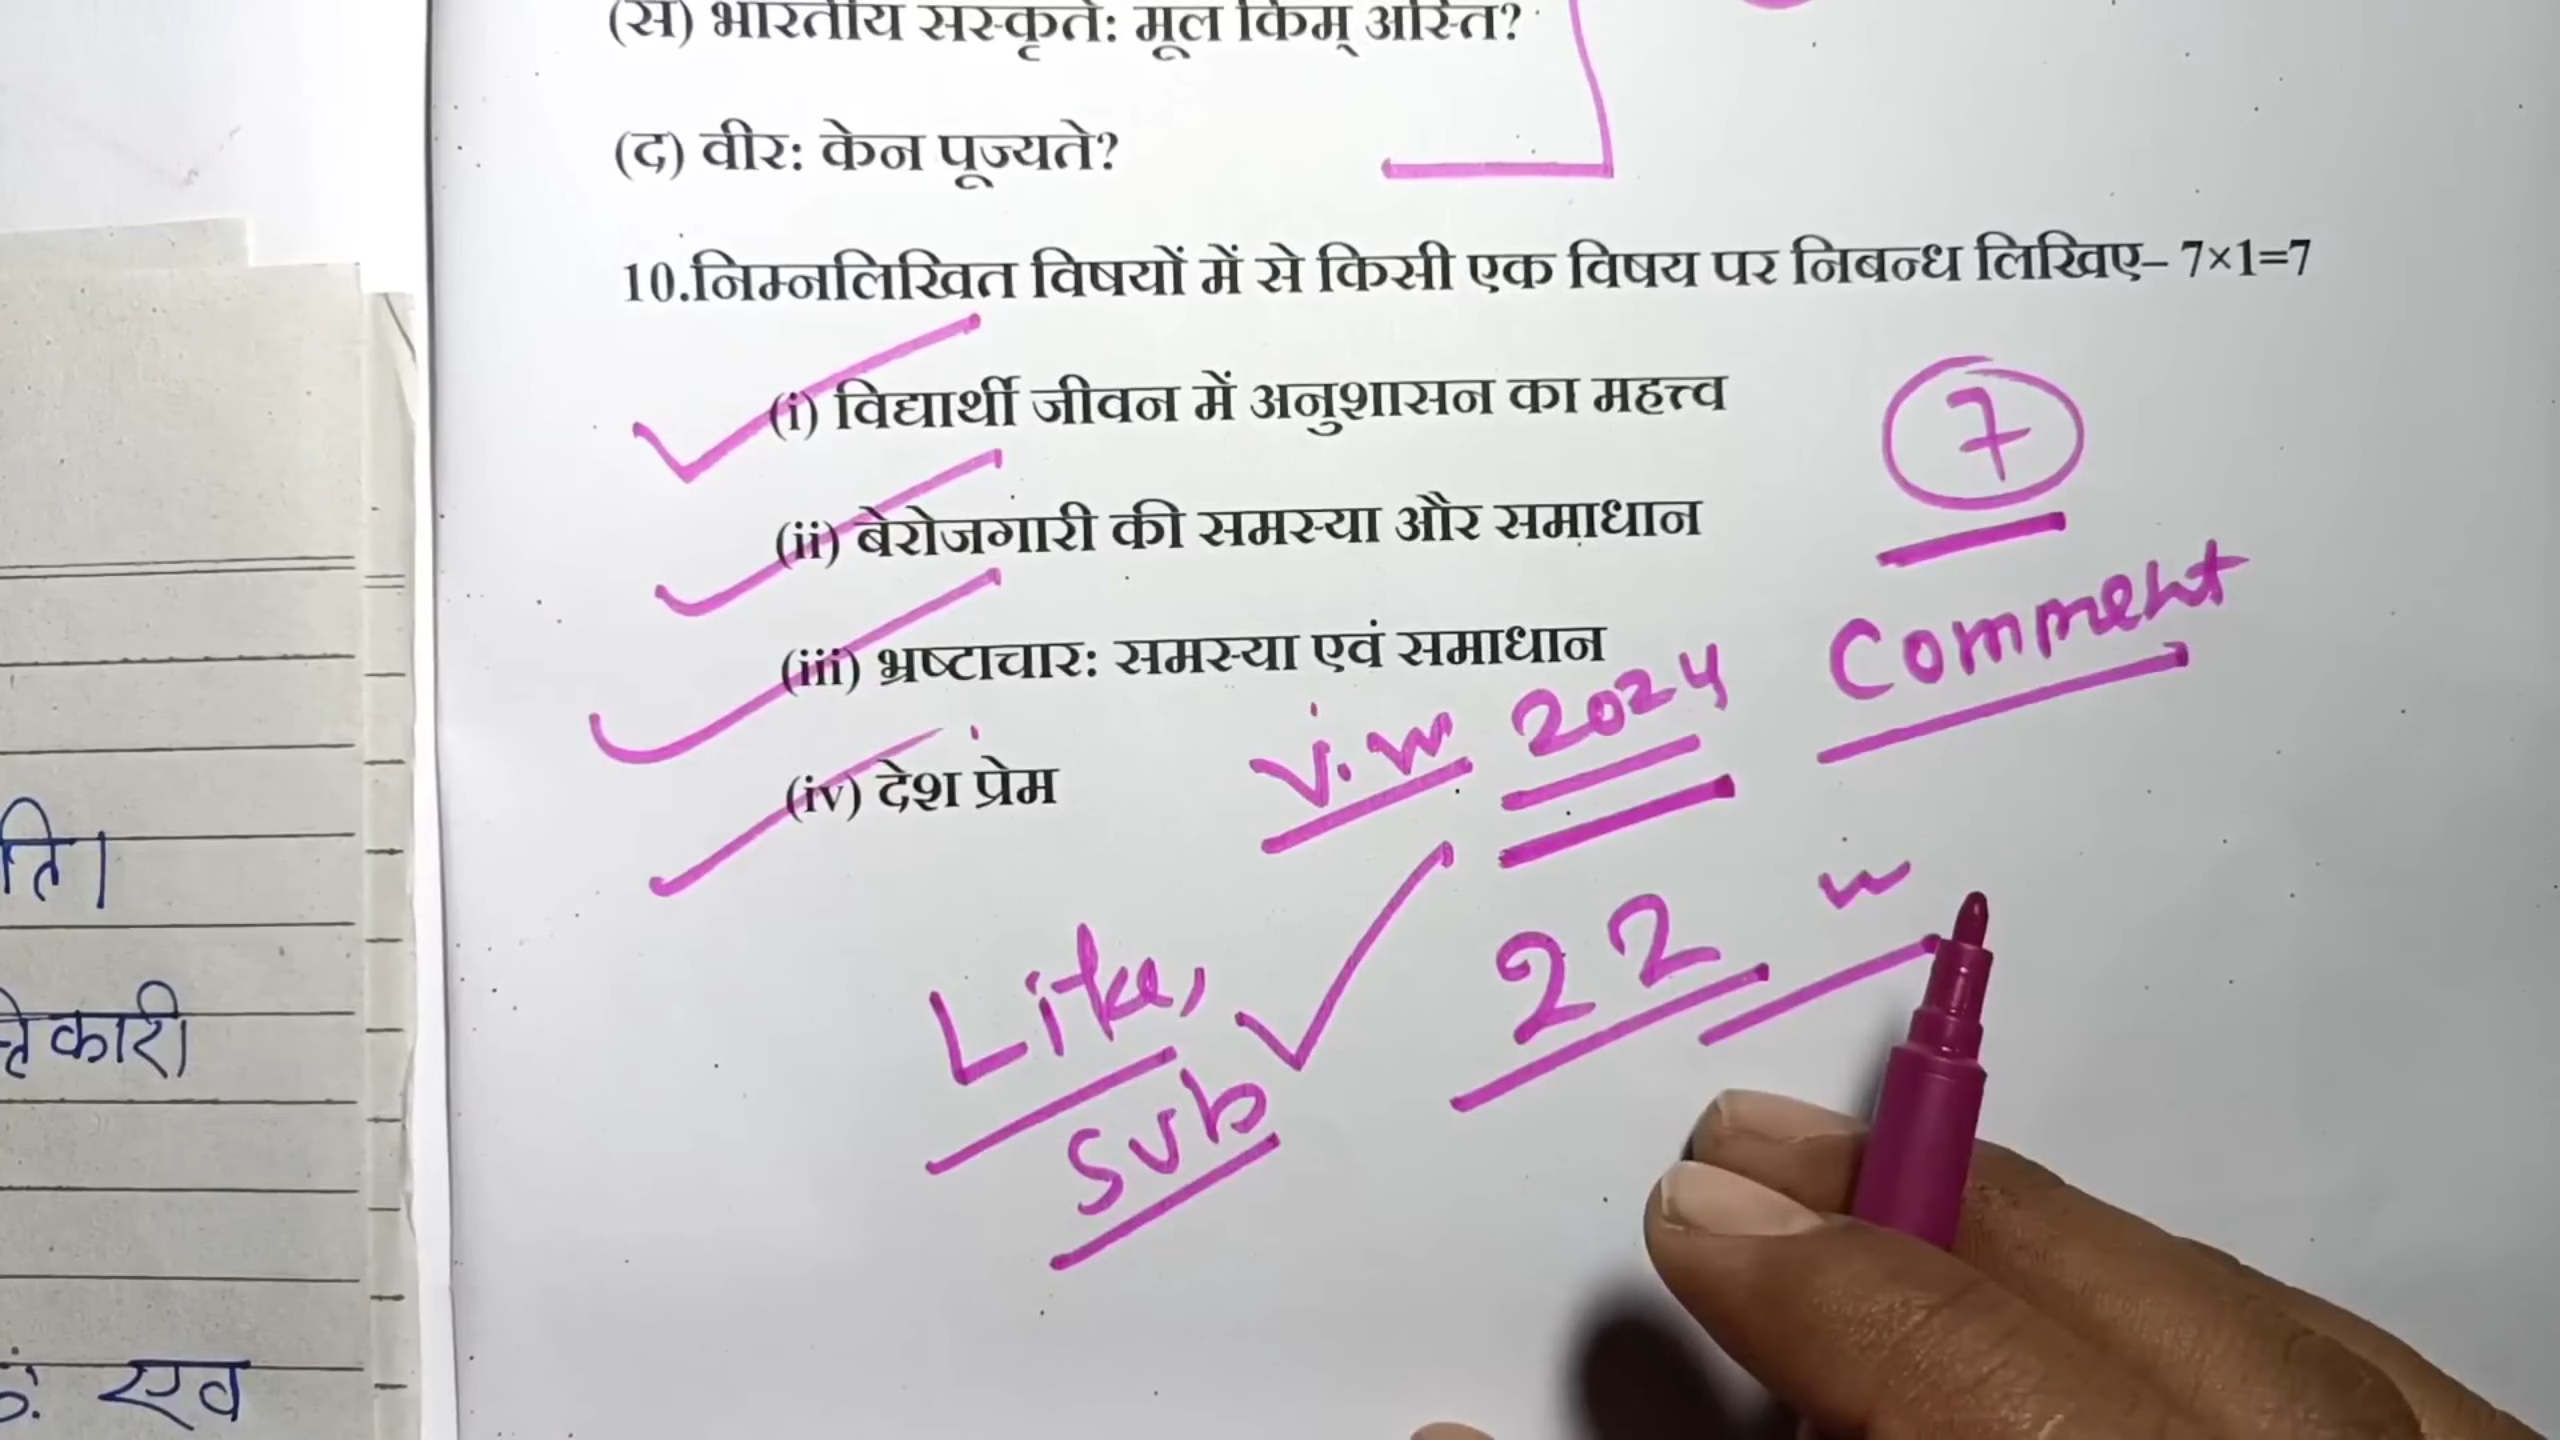 (स) भारतीय संस्कृते: मूलं किम् अस्ति?
(द) वीर: केन पूज्यते?
10.निम्नलिखित विषयों में से किसी एक विषय पर निबन्ध लिखिए– 7×1=7
(i) विद्यार्थी जीवन में अनुशासन का महत्त्व
7
(ii) बेरोजगारी की समस्या और समाधान
Comment
(iii) भ्रष्टाचार: समस्या एवं समाधान
2024
(iv) देश प्रेम
22
Like,
Sub
ति।
कारी
एव